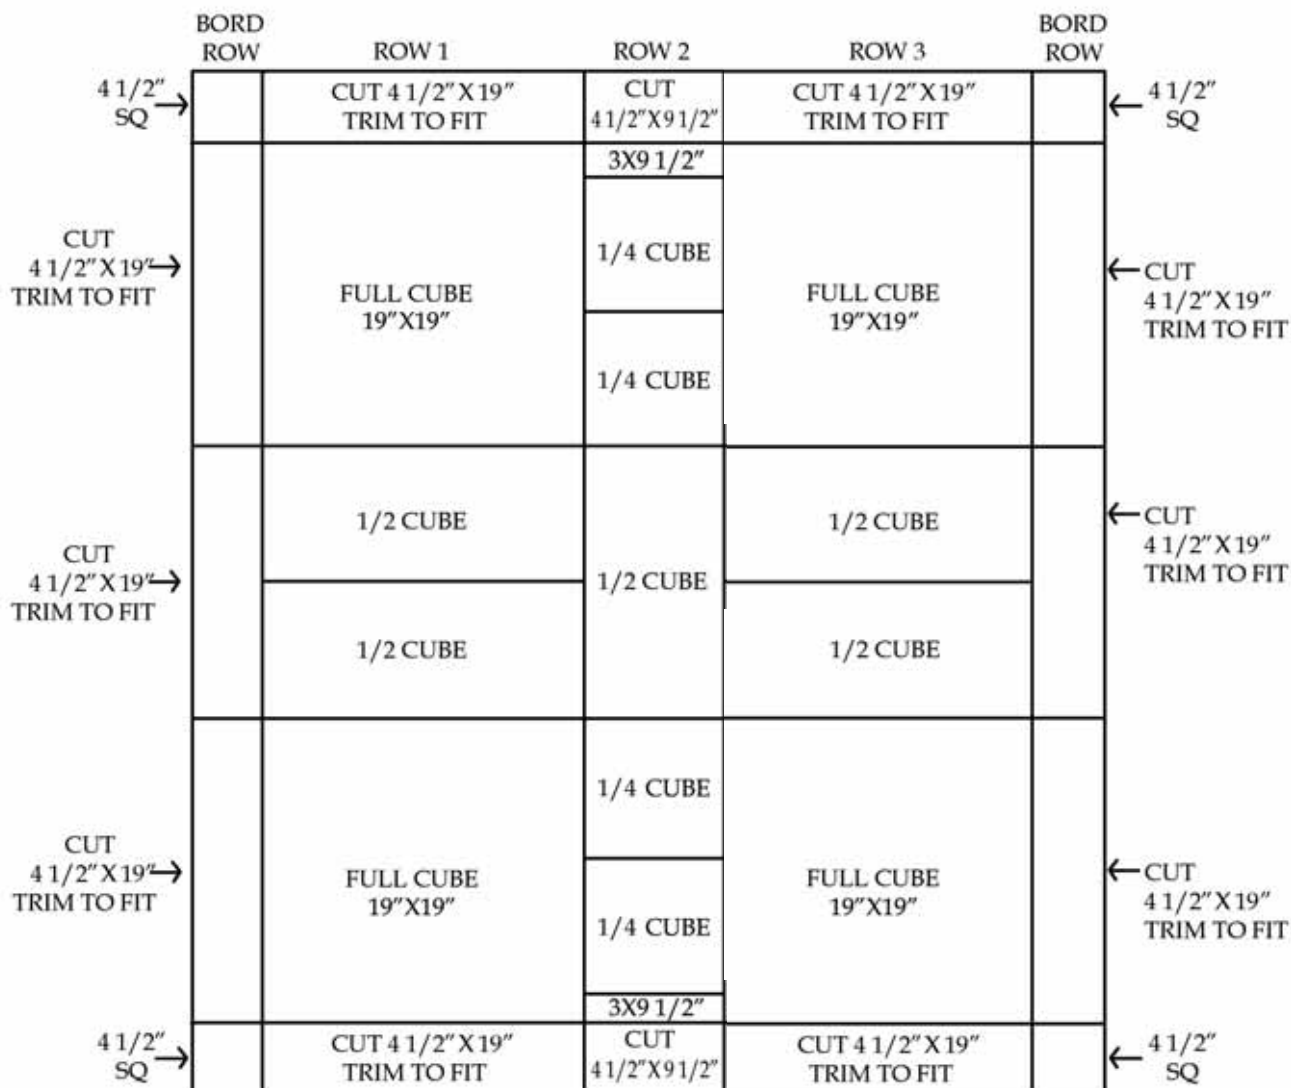 BORD
ROW
ROW 1
ROW 2
ROW 3
BORD
ROW
4 1/2"
SQ
CUT 4 1/2" X 19"
TRIM TO FIT
CUT
4 1/2" X 9 1/2"
CUT 4 1/2" X 19"
TRIM TO FIT
4 1/2"
SQ
3X9 1/2"
CUT
4 1/2" X 19"
TRIM TO FIT
FULL CUBE
19"X19"
1/4 CUBE
1/4 CUBE
FULL CUBE
19"X19"
CUT
4 1/2" X 19"
TRIM TO FIT
CUT
4 1/2" X 19"
TRIM TO FIT
1/2 CUBE
1/2 CUBE
1/2 CUBE
1/2 CUBE
1/2 CUBE
CUT
4 1/2" X 19"
TRIM TO FIT
CUT
4 1/2" X 19"
TRIM TO FIT
FULL CUBE
19"X19"
1/4 CUBE
1/4 CUBE
3X9 1/2"
FULL CUBE
19"X19"
CUT
4 1/2" X 19"
TRIM TO FIT
4 1/2"
SQ
CUT 4 1/2" X 19"
TRIM TO FIT
CUT
4 1/2" X 9 1/2"
CUT 4 1/2" X 19"
TRIM TO FIT
4 1/2"
SQ